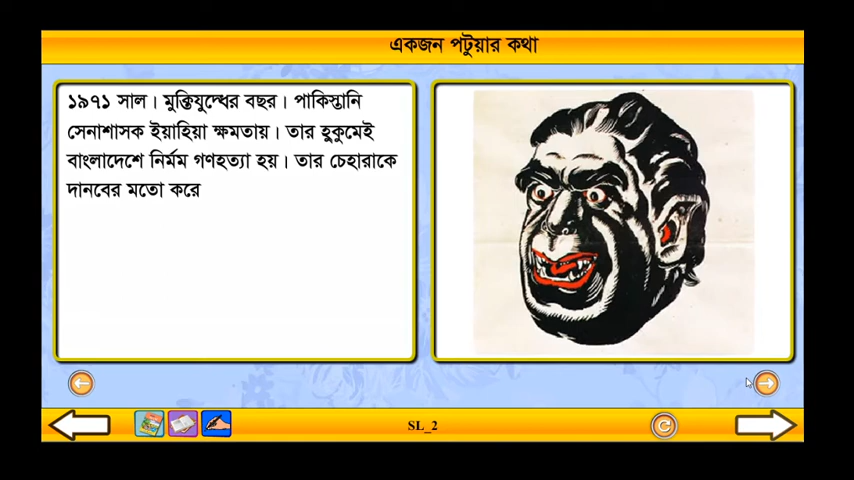 একজন পটুয়ার কথা
১৯৭১ সাল। মুক্তিযুদ্ধের বছর। পাকিস্তানি
সেনাশাসক ইয়াহিয়া ক্ষমতায়। তার হুকুমেই
বাংলাদেশে নির্মম গণহত্যা হয়। তার চেহারাকে
দানবের মতো করে
SL_2